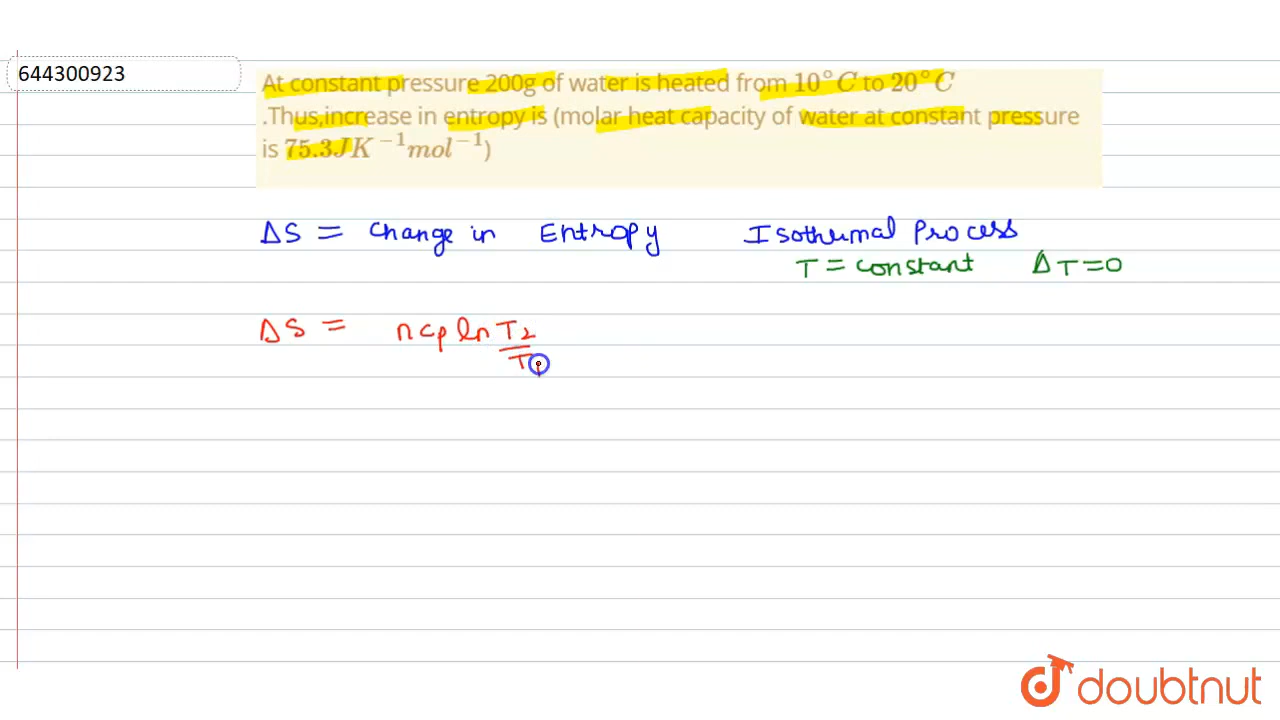 644300923
At constant pressure 200g of water is heated from 10°C to 20°C
.Thus,increase in entropy is (molar heat capacity of water at constant pressure
is 75.3JK⁻¹mol⁻¹)
ΔS = Change in Entropy Isothermal Process
T = constant ΔT=0
ΔS = nCp ln T2/T1
doubtnut